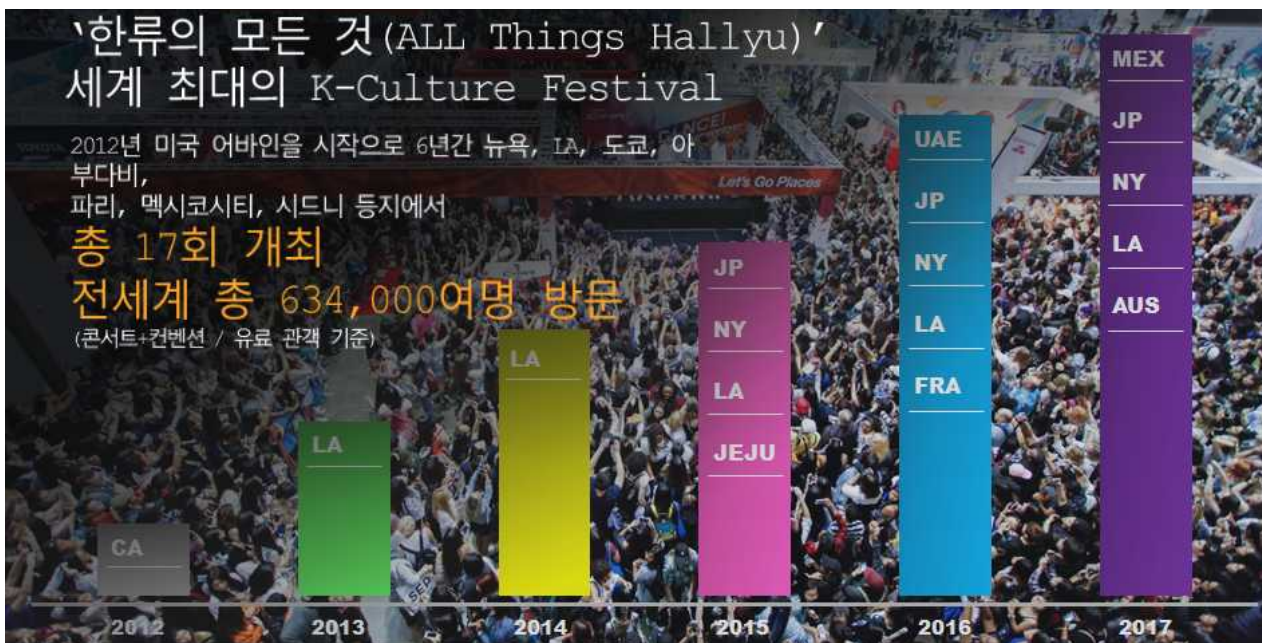 ‘한류의 모든 것(ALL Things Hallyu)’
세계 최대의 K-Culture Festival
2012년 미국 어바인을 시작으로 6년간 뉴욕, LA, 도쿄, 아
부다비,
파리, 멕시코시티, 시드니 등지에서
총 17회 개최
전세계 총 634,000여명 방문
(콘서트+컨벤션 / 유료 관객 기준)
Let's Go Places
CA
LA
LA
JP
NY
LA
JEJU
UAE
JP
NY
LA
FRA
MEX
JP
NY
LA
AUS
2012
2013
2014
2015
2016
2017